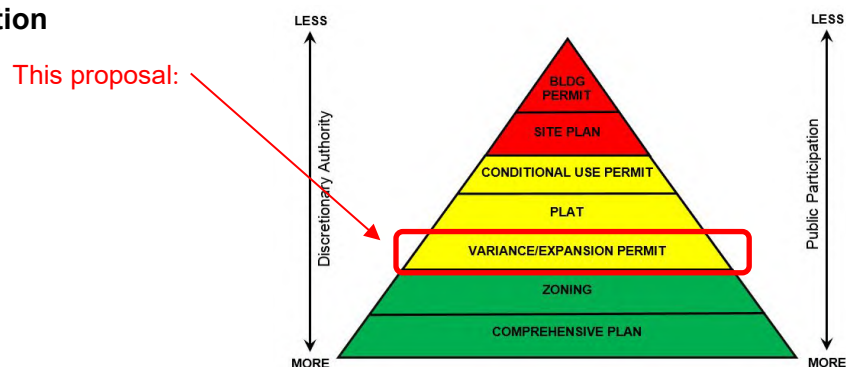 tion
This proposal:
LESS
LESS
Discretionary Authority
Public Participation
BLDG
PERMIT
SITE PLAN
CONDITIONAL USE PERMIT
PLAT
VARIANCE/EXPANSION PERMIT
ZONING
COMPREHENSIVE PLAN
MORE
MORE